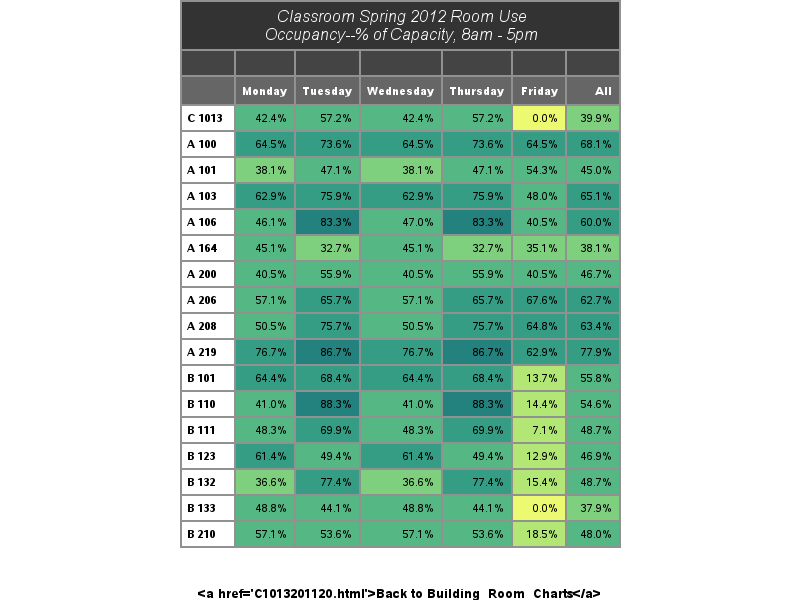 Classroom Spring 2012 Room Use
Occupancy--% of Capacity, 8am - 5pm
Monday Tuesday Wednesday Thursday Friday All
C 1013 42.4% 57.2% 42.4% 57.2% 0.0% 39.9%
A 100 64.5% 73.6% 64.5% 73.6% 64.5% 68.1%
A 101 38.1% 47.1% 38.1% 47.1% 54.3% 45.0%
A 103 62.9% 75.9% 62.9% 75.9% 48.0% 65.1%
A 106 46.1% 83.3% 47.0% 83.3% 40.5% 60.0%
A 164 45.1% 32.7% 45.1% 32.7% 35.1% 38.1%
A 200 40.5% 55.9% 40.5% 55.9% 40.5% 46.7%
A 206 57.1% 65.7% 57.1% 65.7% 67.6% 62.7%
A 208 50.5% 75.7% 50.5% 75.7% 64.8% 63.4%
A 219 76.7% 86.7% 76.7% 86.7% 62.9% 77.9%
B 101 64.4% 68.4% 64.4% 68.4% 13.7% 55.8%
B 110 41.0% 88.3% 41.0% 88.3% 14.4% 54.6%
B 111 48.3% 69.9% 48.3% 69.9% 7.1% 48.7%
B 123 61.4% 49.4% 61.4% 49.4% 12.9% 46.9%
B 132 36.6% 77.4% 36.6% 77.4% 15.4% 48.7%
B 133 48.8% 44.1% 48.8% 44.1% 0.0% 37.9%
B 210 57.1% 53.6% 57.1% 53.6% 18.5% 48.0%
<a href='C1013201120.html'>Back to Building_Room_Charts</a>